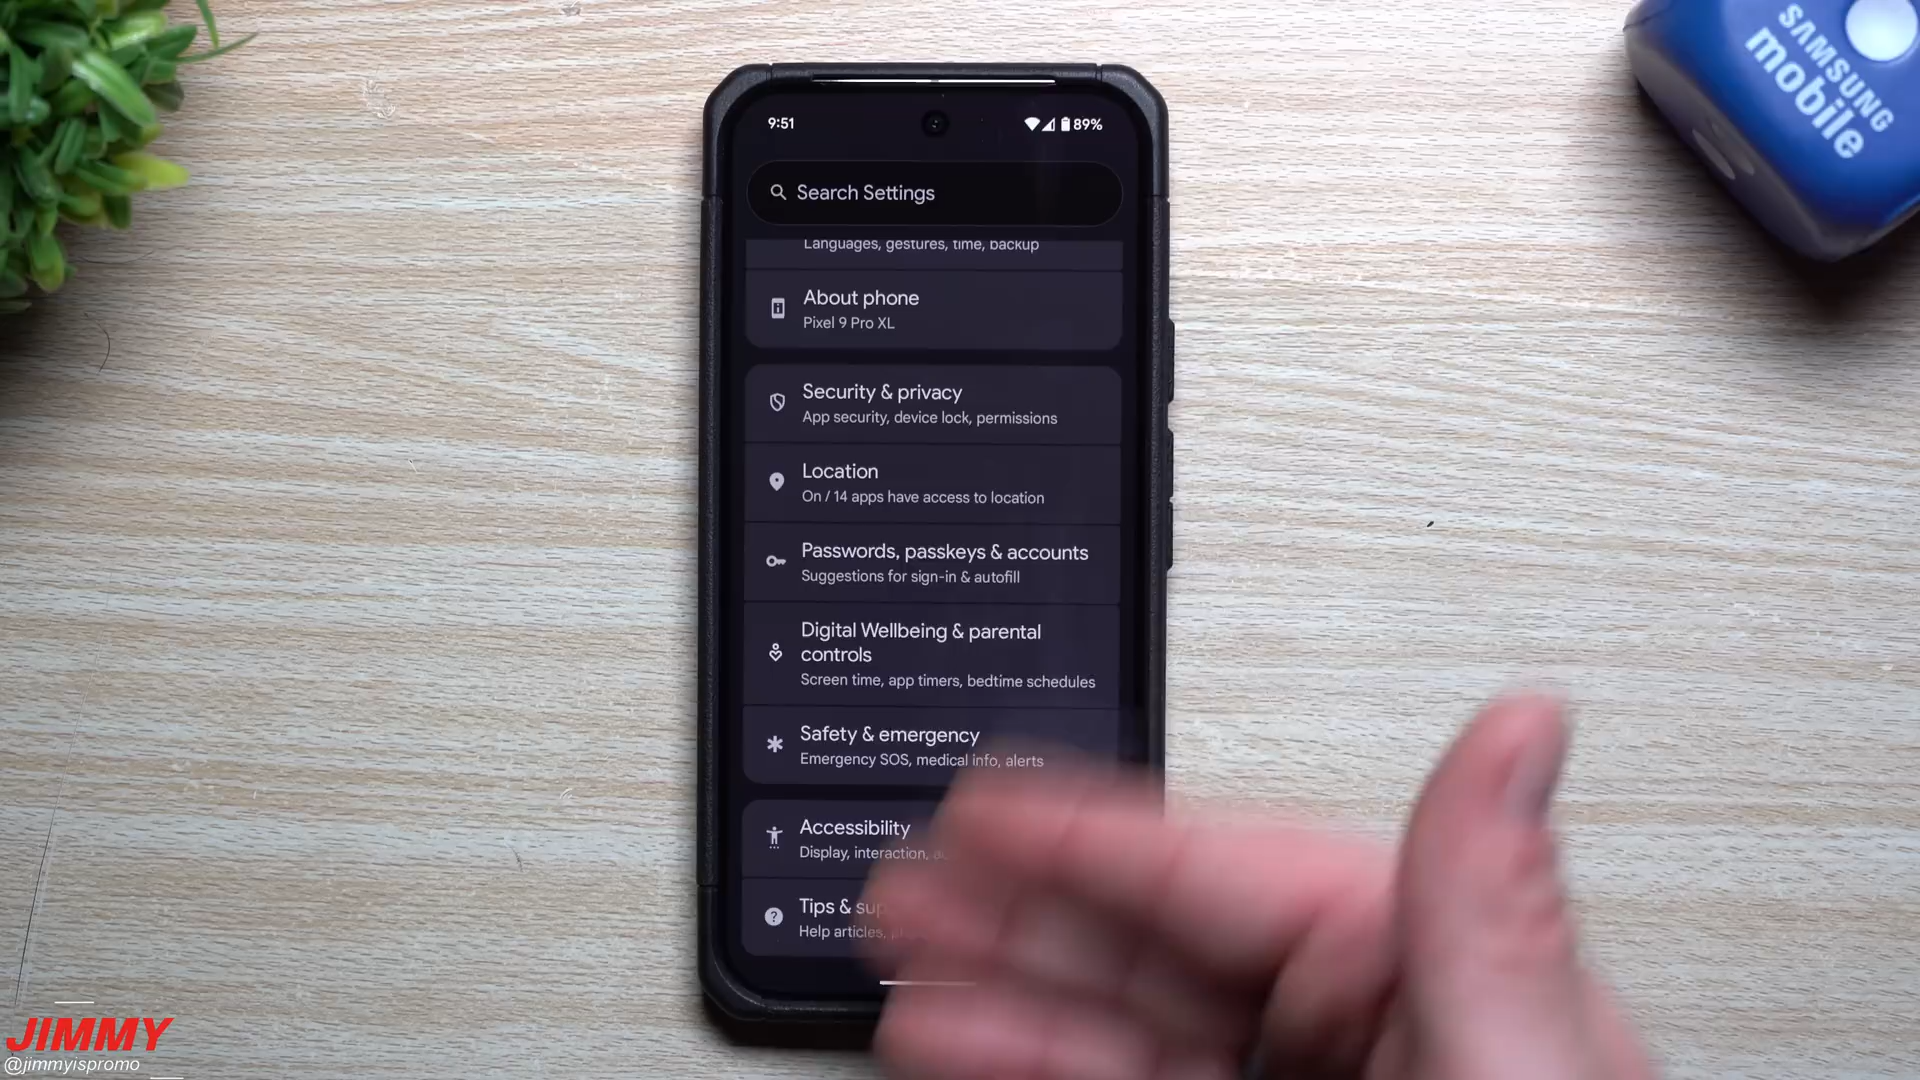 SAMSUNG
mobile
9:51
89%
Search Settings
Languages, gestures, time, backup
About phone
Pixel 9 Pro XL
Security & privacy
App security, device lock, permissions
Location
On / 14 apps have access to location
Passwords, passkeys & accounts
Suggestions for sign-in & autofill
Digital Wellbeing & parental
controls
Screen time, app timers, bedtime schedules
Safety & emergency
Emergency SOS, medical info, alerts
Accessibility
Display, interaction,
Tips & sup
Help articles,
JIMMY
@jimmyispromo